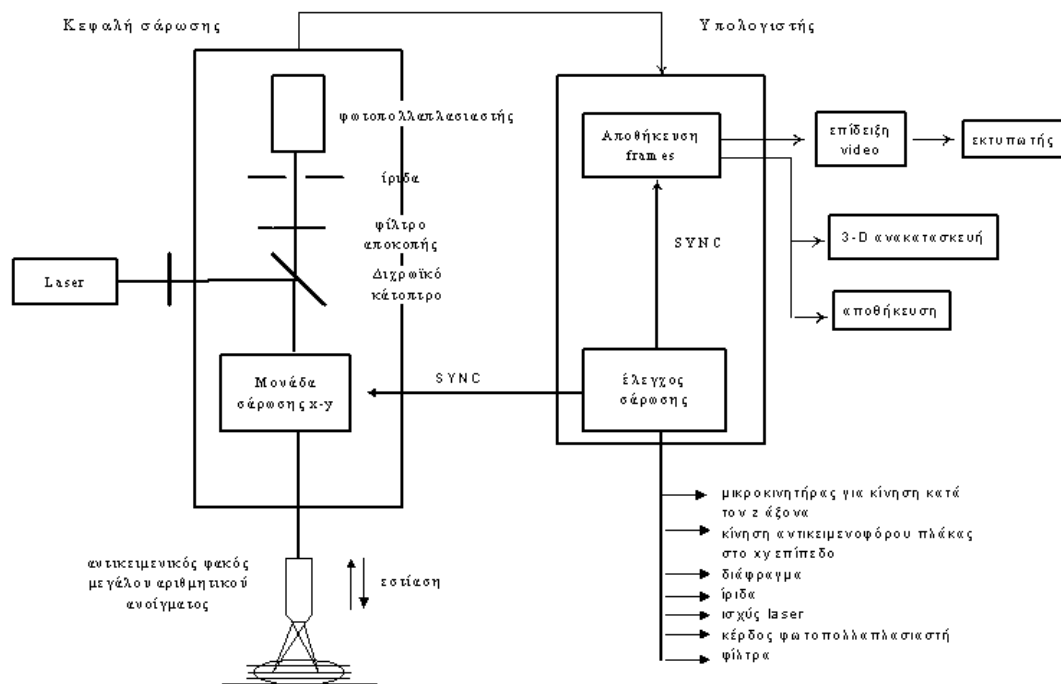 Κεφαλή σάρωσης
Υπολογιστής
φωτοπολλαπλασιαστής
ίριδα
φίλτρο
αποκοπής
Διχρωϊκό
κάτοπτρο
Laser
Μονάδα
σάρωσης x-y
SYNC
αντικειμενικός φακός
μεγάλου αριθμητικού
ανοίγματος
εστίαση
Αποθήκευση
frames
SYNC
έλεγχος
σάρωσης
επίδειξη
video
εκτυπωτής
3-D ανακατασκευή
αποθήκευση
μικροκινητήρας για κίνηση κατά
τον z άξονα
κίνηση αντικειμενοφόρου πλάκας
στο xy επίπεδο
διάφραγμα
ίριδα
ισχύς laser
κέρδος φωτοπολλαπλασιαστή
φίλτρα